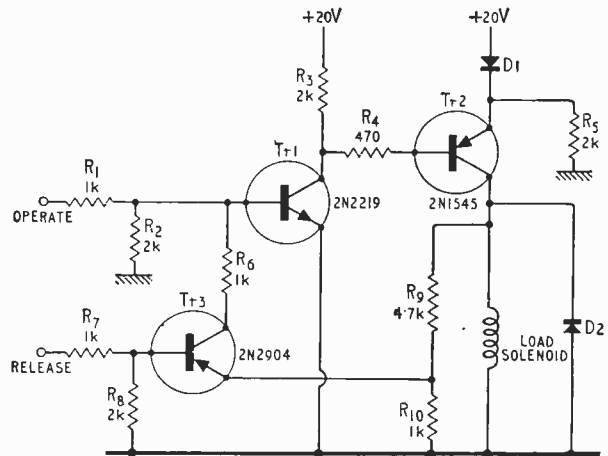 +20V
+20V
D1
R3
2k
Tr2
R4
470
R5
2k
Tr1
R1
1k
OPERATE
2N2219
2N1545
R2
2k
R6
1k
R9
4·7k
D2
Tr3
R7
1k
LOAD
SOLENOID
RELEASE
2N2904
R8
2k
R10
1k